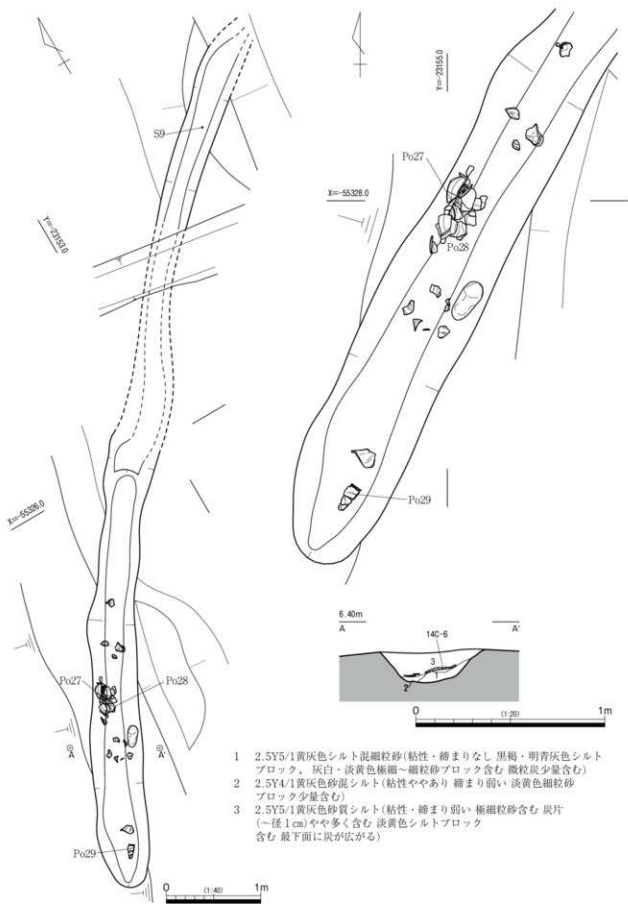 S9
Y=-23153.0
X=-55326.0
Po27
Po28
Po29
A
A'
0
(1:40)
1m
Y=-23155.0
X=-55328.0
Po27
Po28
Po29
6.40m
A
A'
14C-6
3
1
2
0
(1:20)
1m
1 2.5Y5/1黄灰色シルト混細粒砂(粘性・締まりなし 黒褐・明青灰色シルト
ブロック、灰白・淡黄色極細~細粒砂ブロック含む 微粒炭少量含む)
2 2.5Y4/1黄灰色砂混シルト(粘性ややあり 締まり弱い 淡黄色細粒砂
ブロック少量含む)
3 2.5Y5/1黄灰色砂質シルト(粘性・締まり弱い 極細粒砂含む 炭片
(~径1㎝)やや多く含む 淡黄色シルトブロック
含む 最下面に炭が広がる)